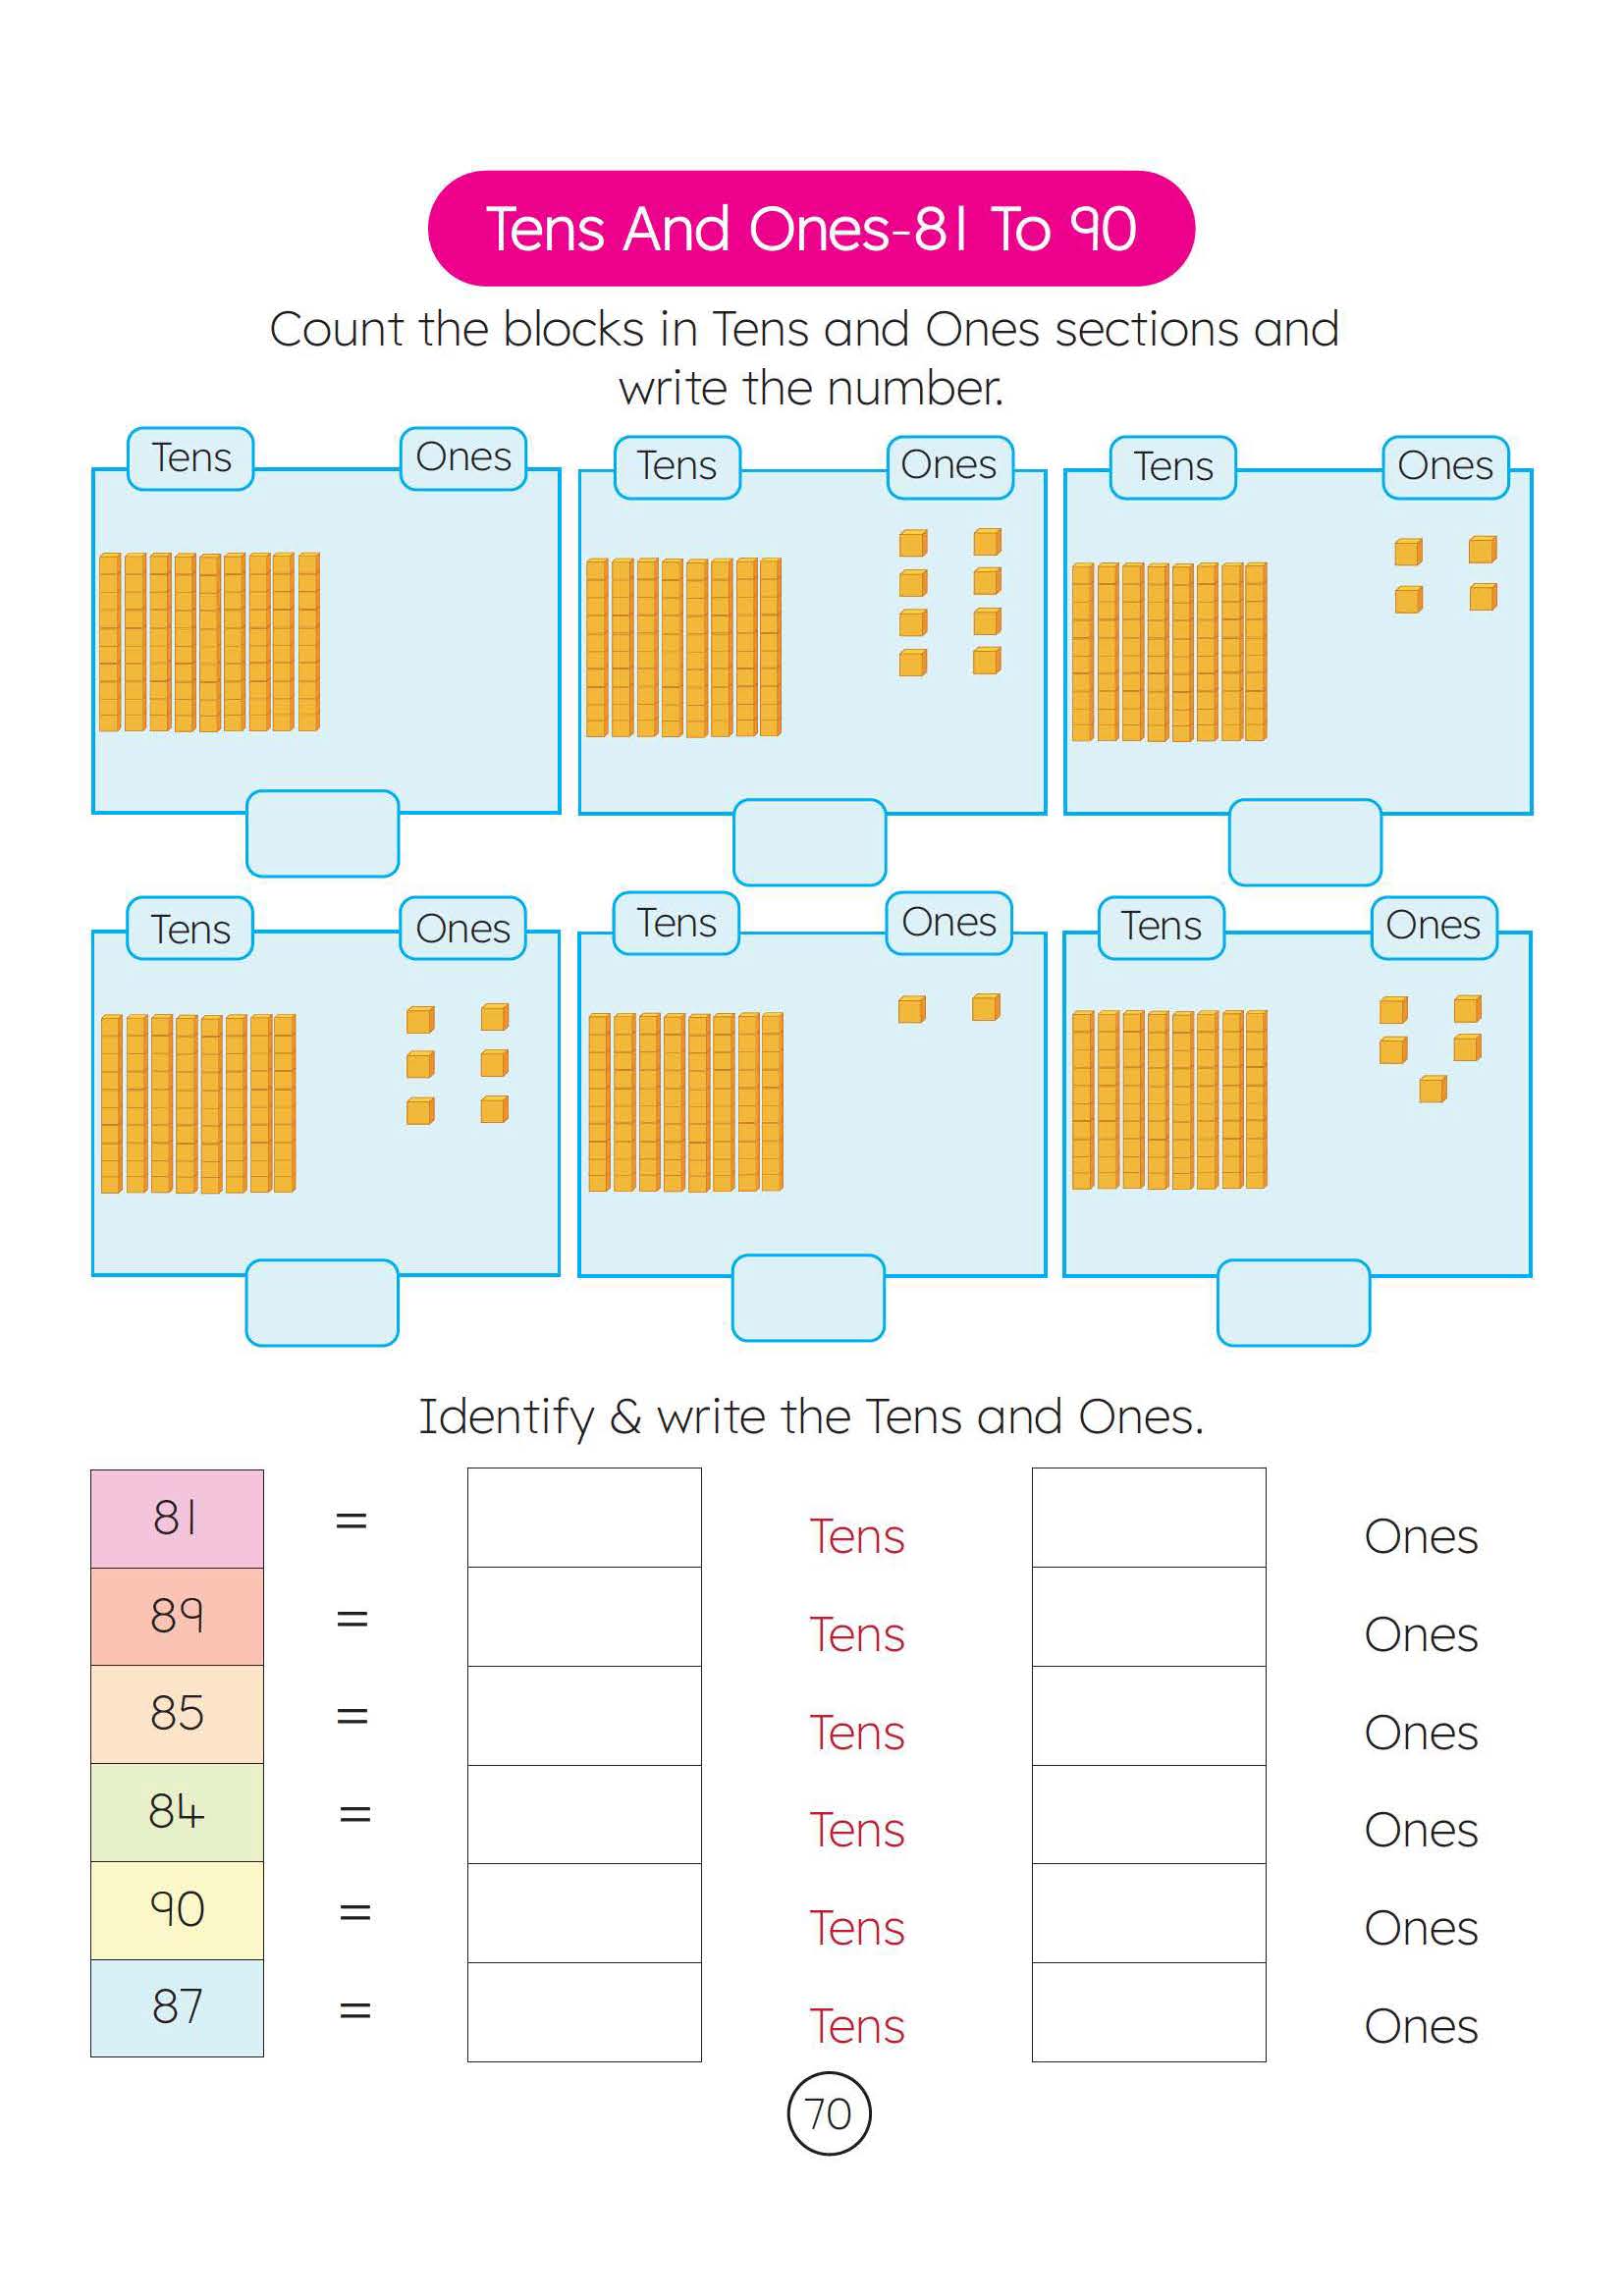 Tens And Ones-81 To 90
Count the blocks in Tens and Ones sections and
write the number.
Tens Ones Tens Ones Tens Ones
Tens Ones Tens Ones Tens Ones
Identify & write the Tens and Ones.
81 = Tens Ones
89 = Tens Ones
85 = Tens Ones
84 = Tens Ones
90 = Tens Ones
87 = Tens Ones
70